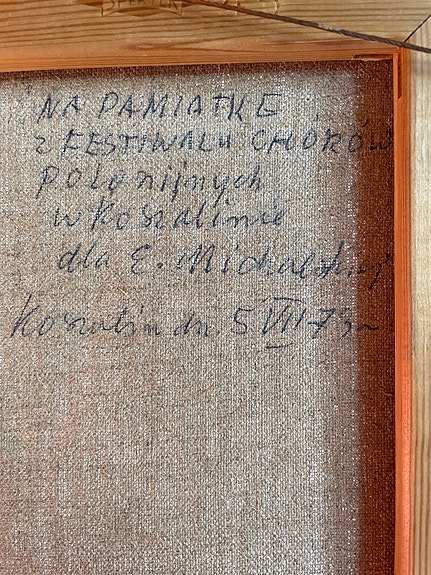 NA PAMIATKE
z FESTIWALU CHÓRÓW
Polonijnych
w Koszalinie
dla E. Michalskiej
Koszalin dn. 5 VII 73